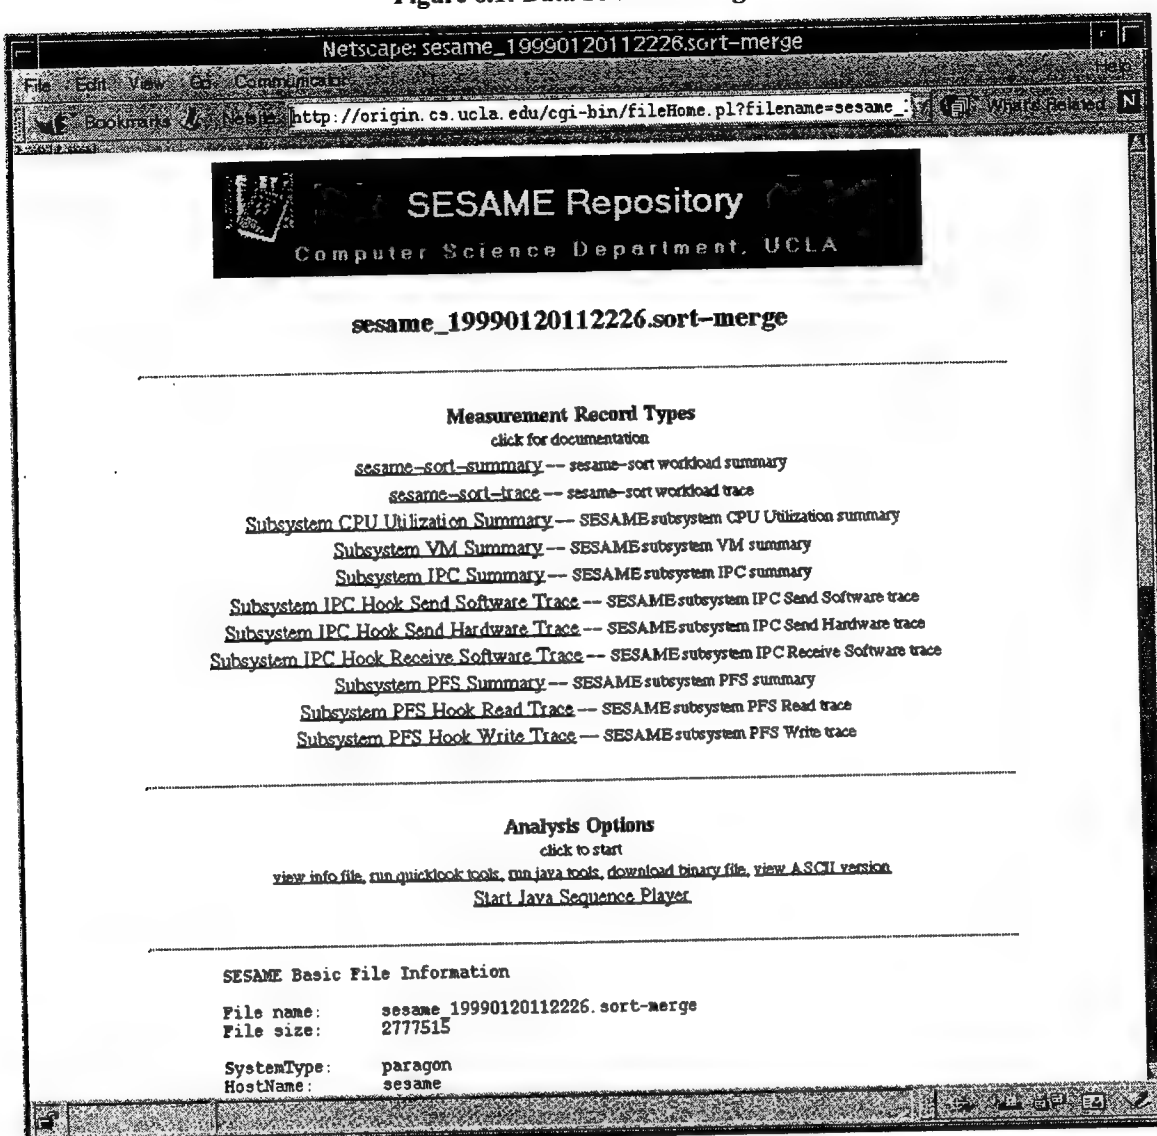 Netscape: sesame_19990120112226.sort-merge
File Edit View Go Communicator Help
Bookmarks Netsite: http://origin.cs.ucla.edu/cgi-bin/fileHome.pl?filename=sesame_ What's Related N
SESAME Repository
Computer Science Department, UCLA
sesame_19990120112226.sort-merge
Measurement Record Types
click for documentation
sesame-sort-summary -- sesame-sort workload summary
sesame-sort-trace -- sesame-sort workload trace
Subsystem CPU Utilization Summary -- SESAME subsystem CPU Utilization summary
Subsystem VM Summary -- SESAME subsystem VM summary
Subsystem IPC Summary -- SESAME subsystem IPC summary
Subsystem IPC Hook Send Software Trace -- SESAME subsystem IPC Send Software trace
Subsystem IPC Hook Send Hardware Trace -- SESAME subsystem IPC Send Hardware trace
Subsystem IPC Hook Receive Software Trace -- SESAME subsystem IPC Receive Software trace
Subsystem PFS Summary -- SESAME subsystem PFS summary
Subsystem PFS Hook Read Trace -- SESAME subsystem PFS Read trace
Subsystem PFS Hook Write Trace -- SESAME subsystem PFS Write trace
Analysis Options
click to start
view info file, run quicklook tools, run java tools, download binary file, view ASCII version
Start Java Sequence Player
SESAME Basic File Information
File name: sesame_19990120112226.sort-merge
File size: 2777515
SystemType: paragon
HostName: sesame